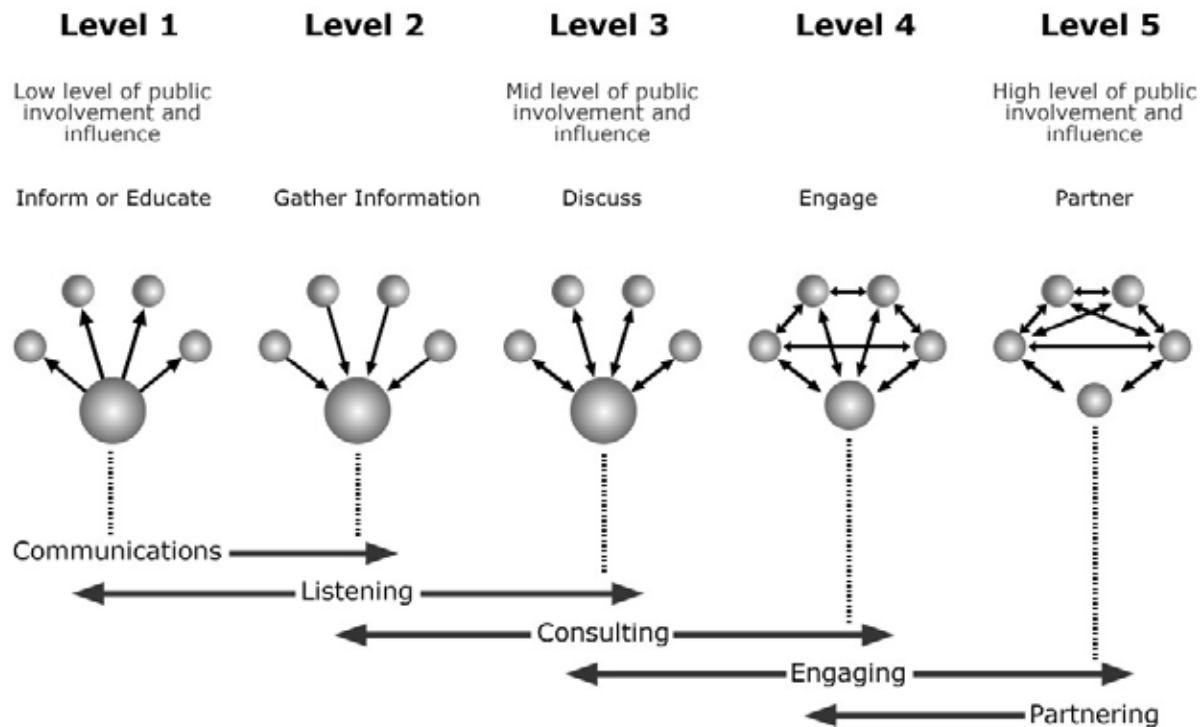 Level 1
Level 2
Level 3
Level 4
Level 5
Low level of public
involvement and
influence
Mid level of public
involvement and
influence
High level of public
involvement and
influence
Inform or Educate
Gather Information
Discuss
Engage
Partner
Communications
Listening
Consulting
Engaging
Partnering